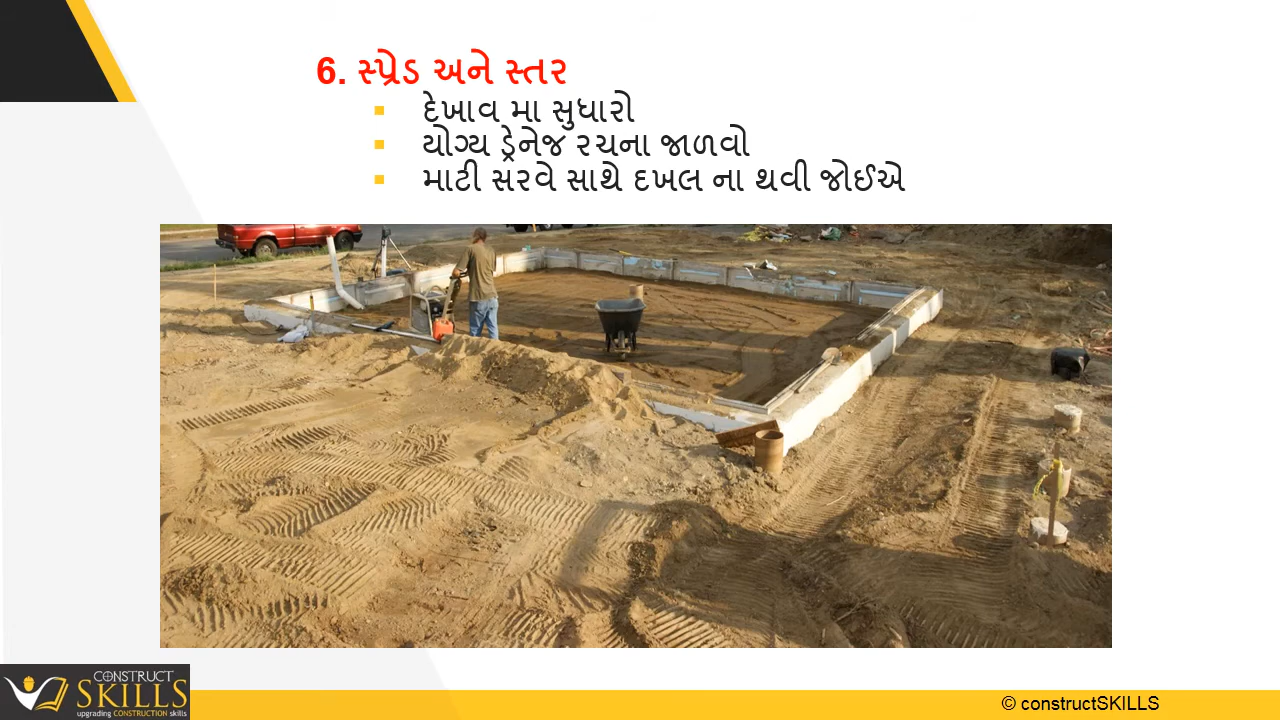 6. સ્પ્રેડ અને સ્તર
દેખાવ મા સુધારો
યોગ્ય ડ્રેનેજ રચના જાળવો
માટી સરવે સાથે દખલ ના થવી જોઈએ
CONSTRUCT
SKILLS
upgrading CONSTRUCTION skills
© constructSKILLS